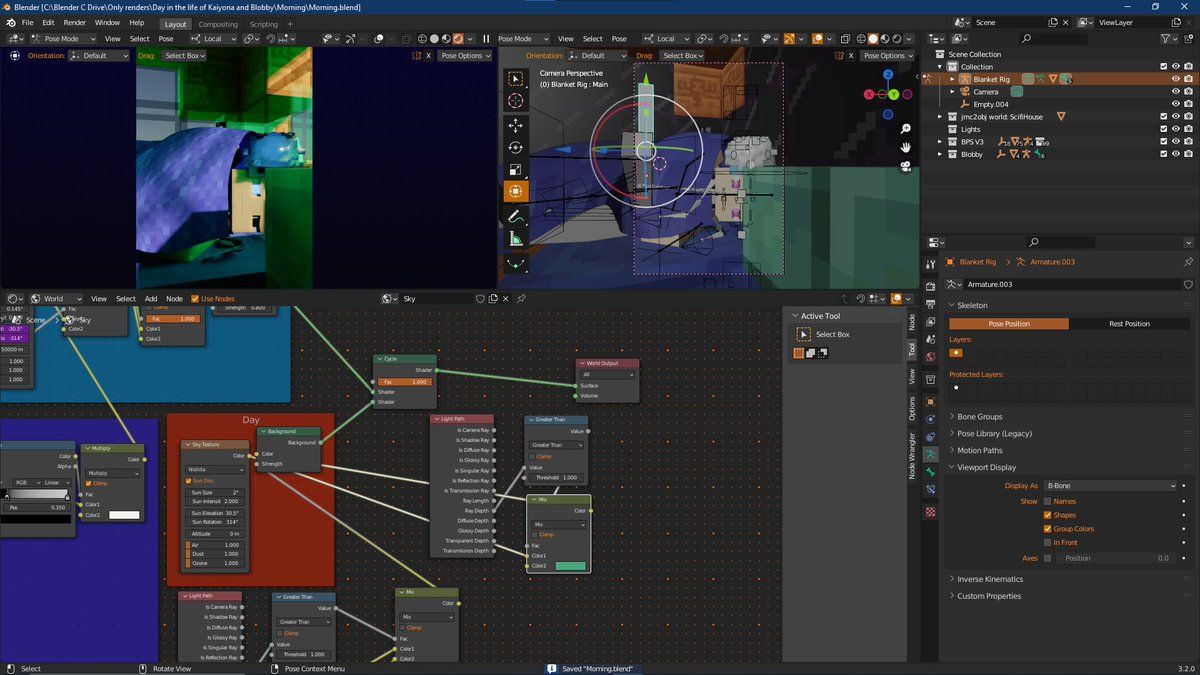 Blender [C:\Blender C Drive\Only renders\Day in the life of Kaiyona and Blobby\Morning\Morning.blend]
File Edit Render Window Help Layout Compositing Scripting + Scene ViewLayer
Pose Mode View Select Pose Local Pose Mode View Select Pose Local
Orientation: Default Drag: Select Box X Pose Options Orientation: Default Drag: Select Box X Pose Options
Camera Perspective
(0) Blanket Rig : Main
Z
X
Scene Collection
Collection
Blanket Rig
Camera
Empty.004
jmc2obj world: ScifiHouse
Lights
BPS V3
Blobby
Blanket Rig > Armature.003
Armature.003
Skeleton
Pose Position Rest Position
Layers:
Protected Layers:
Bone Groups
Pose Library (Legacy)
Motion Paths
Viewport Display
Display As B-Bone
Show Names
Shapes
Group Colors
In Front
Axes Position 0.0
Inverse Kinematics
Custom Properties
World View Select Add Node Use Nodes Sky
Scene > Sky
0.145°
-30.5°
-314°
50000 m
1.000
1.000
1.000
Fac
Color2
Clamp
Fac 1.000
Color1
Color2
Strength 0.800
Cycle
Shader
Fac 1.000
Shader
Shader
World Output
All
Surface
Volume
Day
Sky Texture
Color
Nishita
Sun Disc
Sun Size 2°
Sun Intensit 2.000
Sun Elevation 30.5°
Sun Rotation 314°
Altitude 0 m
Air 1.000
Dust 1.000
Ozone 1.000
Background
Background
Color
Strength
Color
Alpha
RGB Linear
Pos 0.350
Multiply
Color
Multiply
Clamp
Fac
Color1
Color2
Light Path
Is Camera Ray
Is Shadow Ray
Is Diffuse Ray
Is Glossy Ray
Is Singular Ray
Is Reflection Ray
Is Transmission Ray
Ray Length
Ray Depth
Diffuse Depth
Glossy Depth
Transparent Depth
Transmission Depth
Greater Than
Value
Greater Than
Clamp
Value
Threshold 1.000
Mix
Color
Mix
Clamp
Fac
Color1
Color2
Light Path
Is Camera Ray
Is Shadow Ray
Is Diffuse Ray
Is Glossy Ray
Is Singular Ray
Is Reflection Ray
Greater Than
Value
Greater Than
Clamp
Value
Threshold 1.000
Mix
Color
Mix
Clamp
Fac
Color1
Color2
Active Tool
Select Box
Node
Tool
View
Options
Node Wrangler
Select Rotate View Pose Context Menu Saved "Morning.blend" 3.2.0